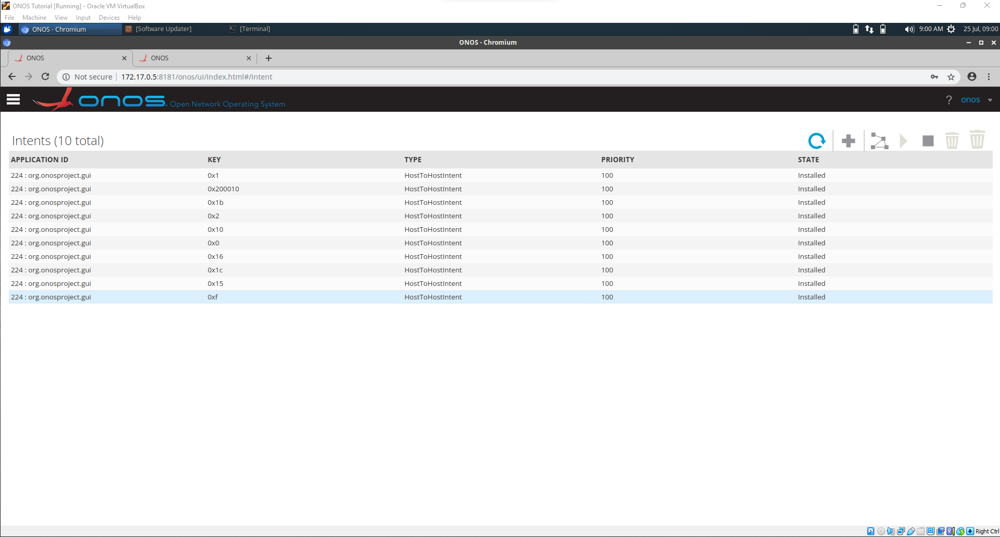 ONOS Tutorial [Running] - Oracle VM VirtualBox
File Machine View Input Devices Help
ONOS - Chromium [Software Updater] [Terminal] 9:00 AM 25 Jul, 09:00
ONOS - Chromium
ONOS ONOS
Not secure 172.17.0.5:8181/onos/ui/index.html#/intent
onos Open Network Operating System ? onos
Intents (10 total)
APPLICATION ID KEY TYPE PRIORITY STATE
224 : org.onosproject.gui 0x1 HostToHostIntent 100 Installed
224 : org.onosproject.gui 0x200010 HostToHostIntent 100 Installed
224 : org.onosproject.gui 0x1b HostToHostIntent 100 Installed
224 : org.onosproject.gui 0x2 HostToHostIntent 100 Installed
224 : org.onosproject.gui 0x10 HostToHostIntent 100 Installed
224 : org.onosproject.gui 0x0 HostToHostIntent 100 Installed
224 : org.onosproject.gui 0x16 HostToHostIntent 100 Installed
224 : org.onosproject.gui 0x1c HostToHostIntent 100 Installed
224 : org.onosproject.gui 0x15 HostToHostIntent 100 Installed
224 : org.onosproject.gui 0xf HostToHostIntent 100 Installed
Right Ctrl